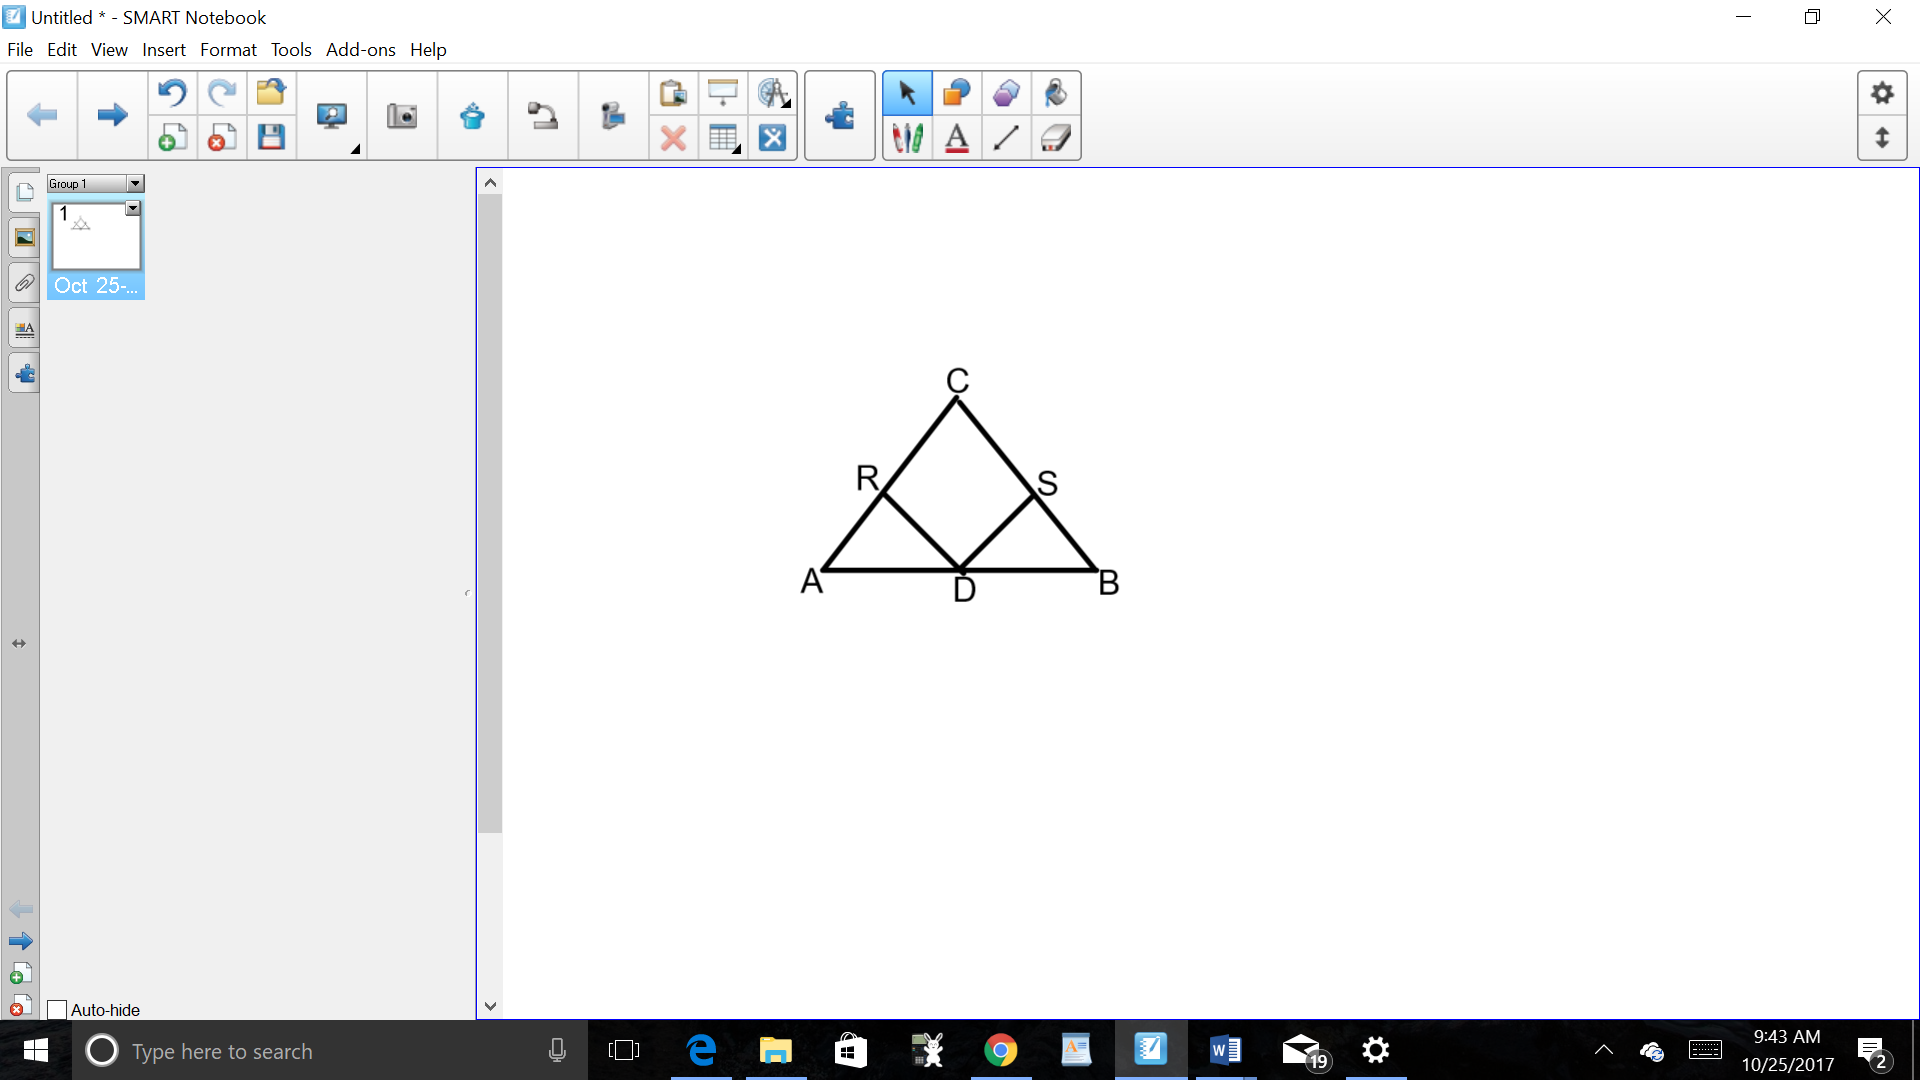 Untitled * - SMART Notebook
File Edit View Insert Format Tools Add-ons Help
Group 1
1
Oct 25-...
C
R
S
A
D
B
Auto-hide
Type here to search
19
9:43 AM
10/25/2017
2